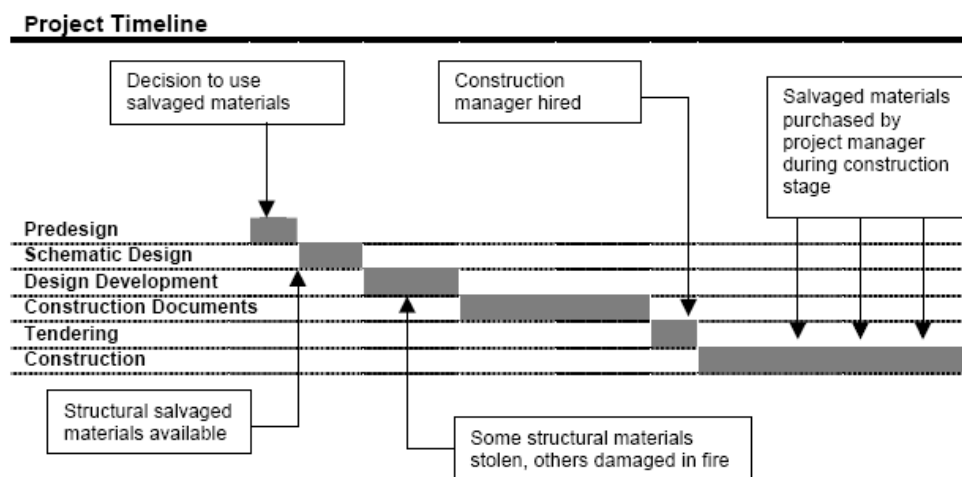 Project Timeline
Decision to use
salvaged materials
Construction
manager hired
Salvaged materials
purchased by
project manager
during construction
stage
Predesign
Schematic Design
Design Development
Construction Documents
Tendering
Construction
Structural salvaged
materials available
Some structural materials
stolen, others damaged in fire